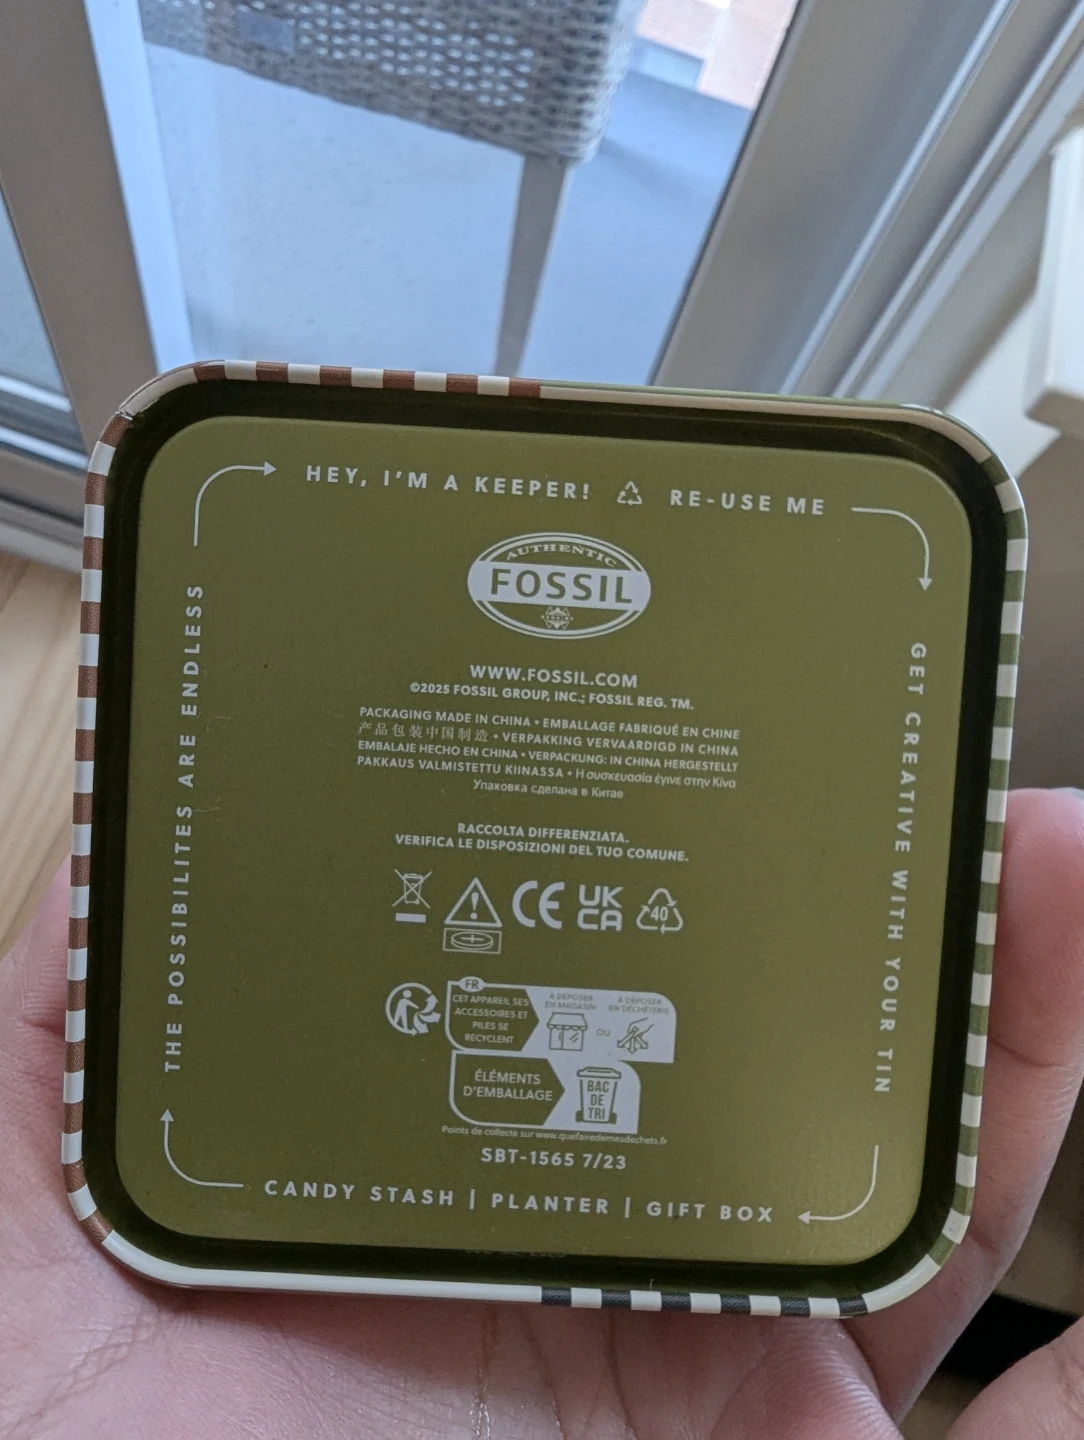 HEY, I'M A KEEPER! RE-USE ME
GET CREATIVE WITH YOUR TIN
CANDY STASH | PLANTER | GIFT BOX
THE POSSIBILITES ARE ENDLESS
AUTHENTIC
FOSSIL
WWW.FOSSIL.COM
©2025 FOSSIL GROUP, INC.; FOSSIL REG. TM.
PACKAGING MADE IN CHINA • EMBALLAGE FABRIQUÉ EN CHINE
产品包装中国制造 • VERPAKKING VERVAARDIGD IN CHINA
EMBALAJE HECHO EN CHINA • VERPACKUNG: IN CHINA HERGESTELLT
PAKKAUS VALMISTETTU KIINASSA • Η συσκευασία έγινε στην Κίνα
Упаковка сделана в Китае
RACCOLTA DIFFERENZIATA.
VERIFICA LE DISPOSIZIONI DEL TUO COMUNE.
CE
UK
CA
40
FR
CET APPAREIL SES
ACCESSOIRES ET
PILES SE
RECYCLENT
À DÉPOSER
EN MAGASIN
OU
À DÉPOSER
EN DÉCHÈTERIE
ÉLÉMENTS
D'EMBALLAGE
BAC
DE
TRI
Points de collecte sur www.quefairedemesdechets.fr
SBT-1565 7/23